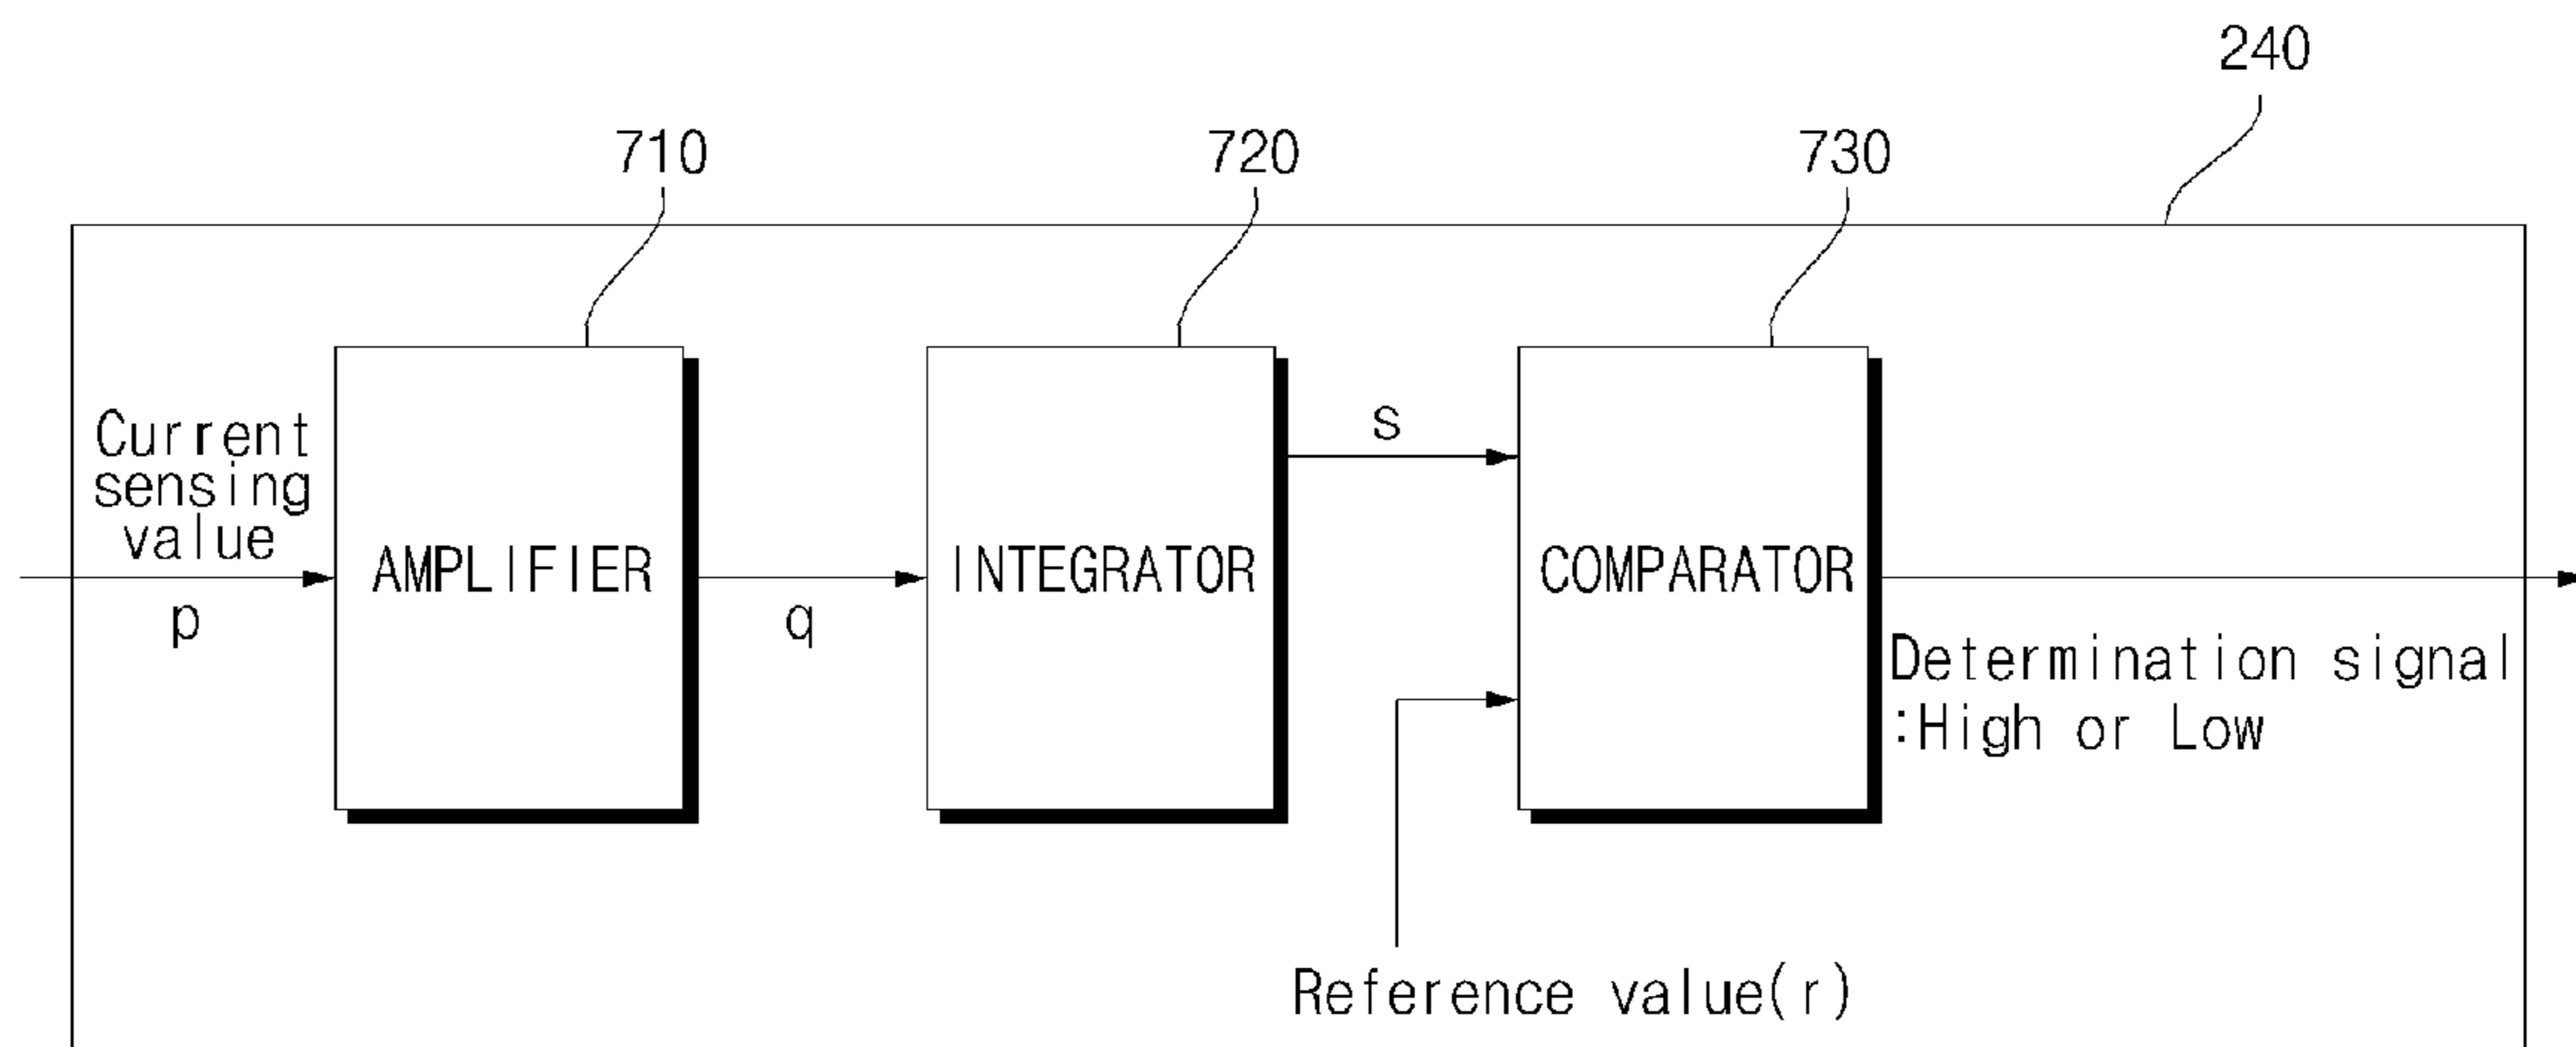 240
710
720
730
Current
sensing
value
p
AMPLIFIER
q
INTEGRATOR
s
COMPARATOR
Determination signal
:High or Low
Reference value(r)